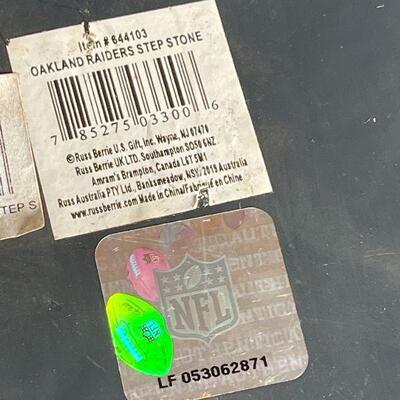 Item # 644103
OAKLAND RAIDERS STEP STONE
7 85275 03300 6
© Russ Berrie U.S. Gift, Inc. Wayne, NJ 07470
Russ Berrie UK LTD. Southampton SO50 6NZ.
Amram's Brampton, Canada L6T 5M1
Russ Australia PTY Ltd., Banksmeadow, NSY, 2019 Australia
www.russberrie.com Made in China/Fabriqué en Chine
STEP S
NFL
LF 053062871